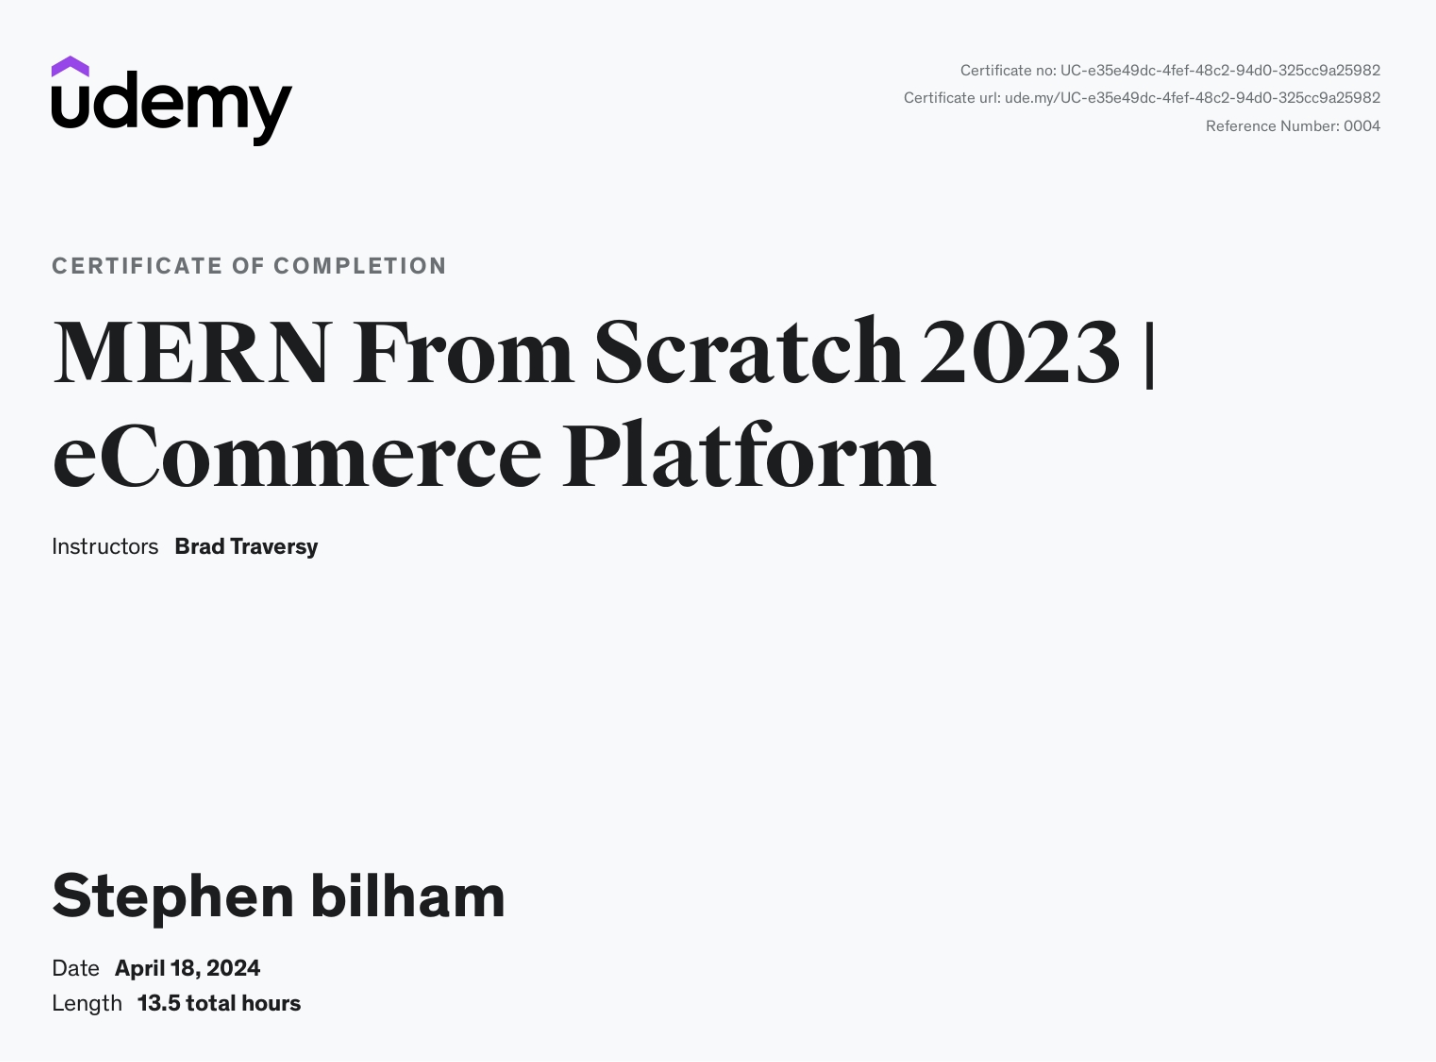 udemy
Certificate no: UC-e35e49dc-4fef-48c2-94d0-325cc9a25982
Certificate url: ude.my/UC-e35e49dc-4fef-48c2-94d0-325cc9a25982
Reference Number: 0004
CERTIFICATE OF COMPLETION
MERN From Scratch 2023 |
eCommerce Platform
Instructors Brad Traversy
Stephen bilham
Date April 18, 2024
Length 13.5 total hours